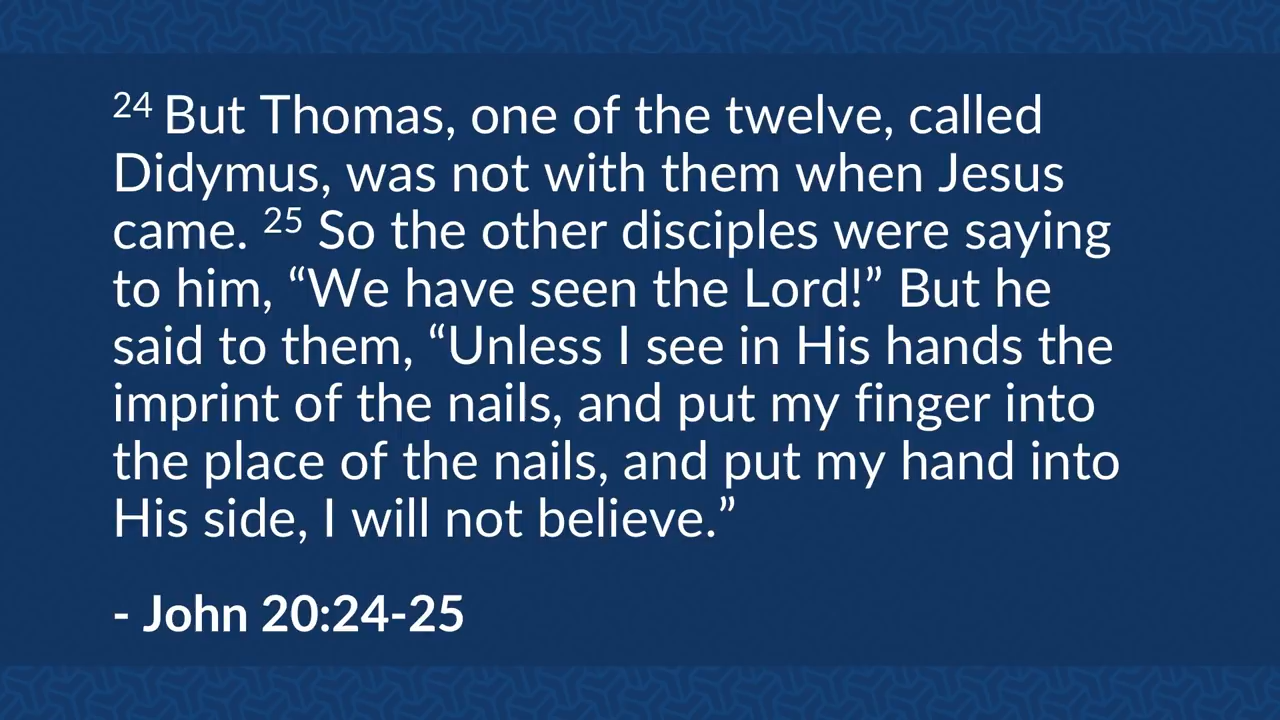 24 But Thomas, one of the twelve, called
Didymus, was not with them when Jesus
came. 25 So the other disciples were saying
to him, “We have seen the Lord!” But he
said to them, “Unless I see in His hands the
imprint of the nails, and put my finger into
the place of the nails, and put my hand into
His side, I will not believe.”
- John 20:24-25